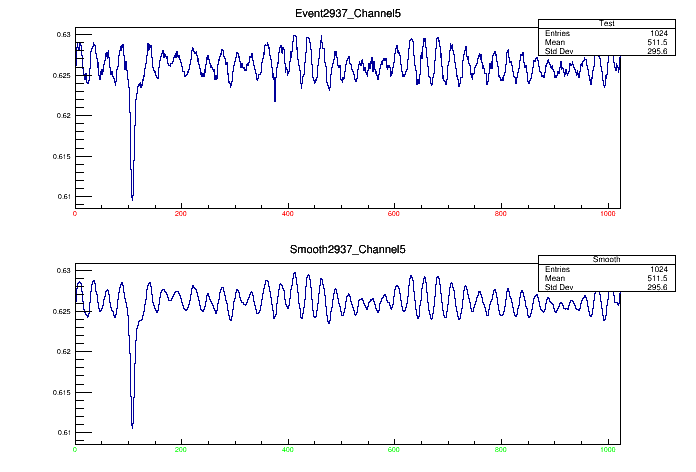 Event2937_Channel5
Test
Entries 1024
Mean 511.5
Std Dev 295.6
0.63
0.625
0.62
0.615
0.61
0 200 400 600 800 1000
Smooth2937_Channel5
Smooth
Entries 1024
Mean 511.5
Std Dev 295.6
0.63
0.625
0.62
0.615
0.61
0 200 400 600 800 1000